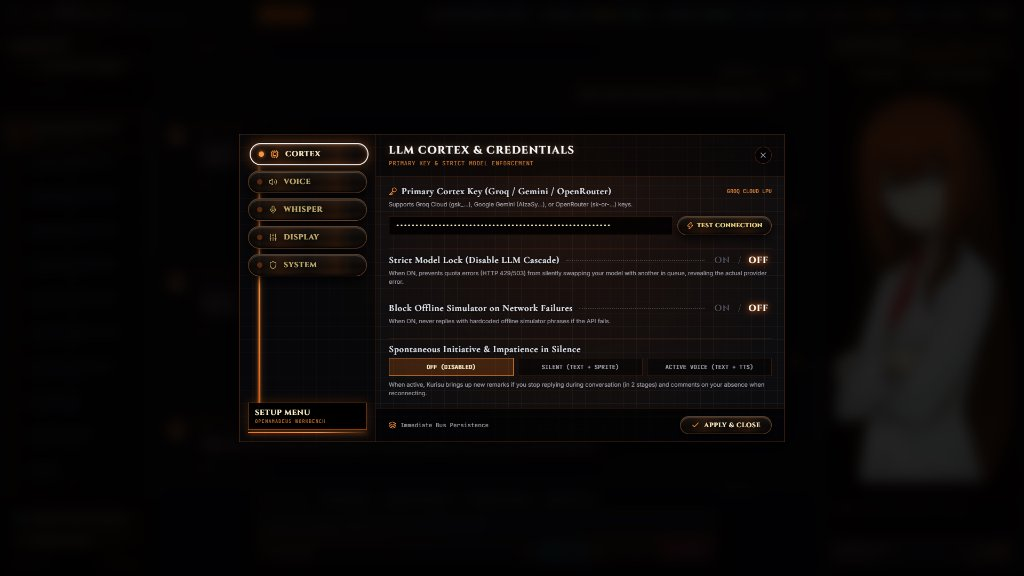 CORTEX
VOICE
WHISPER
DISPLAY
SYSTEM
SETUP MENU
OPENAMADEUS WORKBENCH
LLM CORTEX & CREDENTIALS
PRIMARY KEY & STRICT MODEL ENFORCEMENT
Primary Cortex Key (Groq / Gemini / OpenRouter)
GROQ CLOUD LPU
Supports Groq Cloud (gsk_...), Google Gemini (AIzaSy...), or OpenRouter (sk-or-...) keys.
TEST CONNECTION
Strict Model Lock (Disable LLM Cascade)
ON / OFF
When ON, prevents quota errors (HTTP 429/503) from silently swapping your model with another in queue, revealing the actual provider
error.
Block Offline Simulator on Network Failures
ON / OFF
When ON, never replies with hardcoded offline simulator phrases if the API fails.
Spontaneous Initiative & Impatience in Silence
OFF (DISABLED)
SILENT (TEXT + SPRITE)
ACTIVE VOICE (TEXT + TTS)
When active, Kurisu brings up new remarks if you stop replying during conversation (in 2 stages) and comments on your absence when
reconnecting.
Immediate Bus Persistence
APPLY & CLOSE